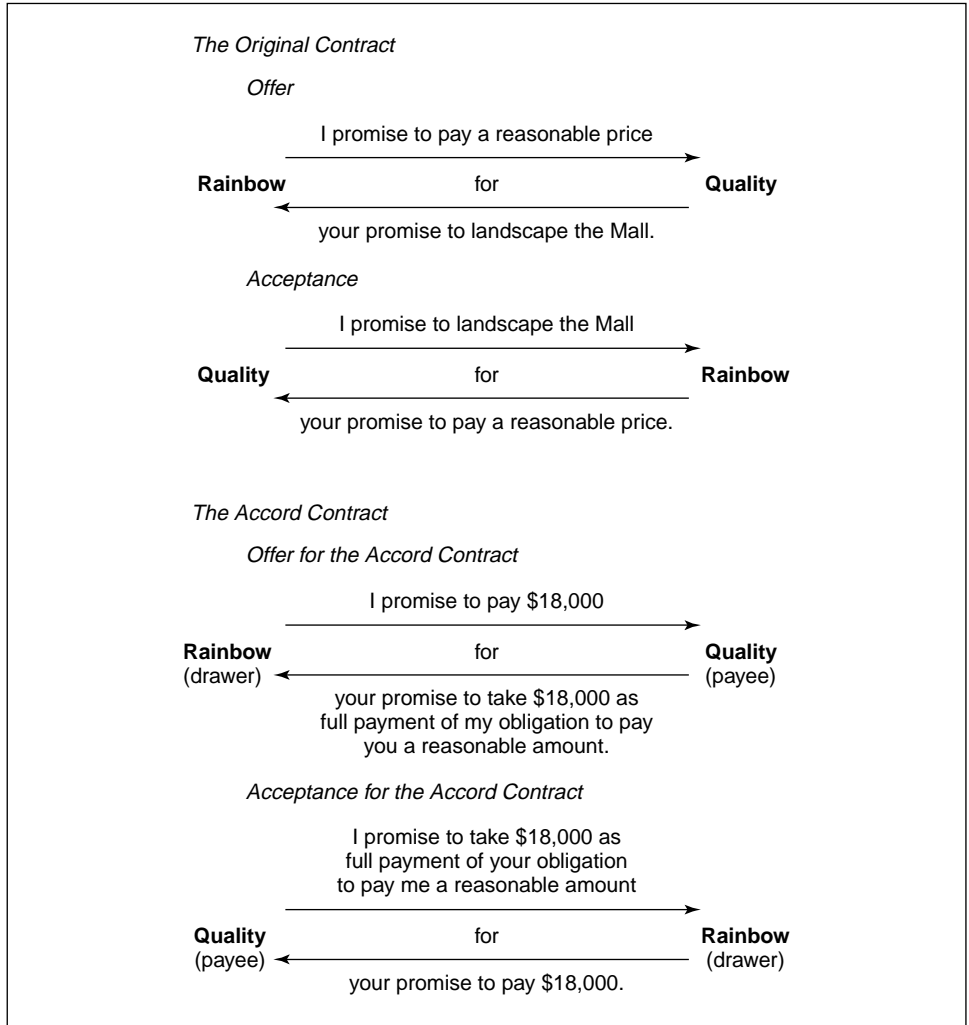 The Original Contract
Offer
I promise to pay a reasonable price
Rainbow for Quality
your promise to landscape the Mall.
Acceptance
I promise to landscape the Mall
Quality for Rainbow
your promise to pay a reasonable price.
The Accord Contract
Offer for the Accord Contract
I promise to pay $18,000
Rainbow for Quality
(drawer) (payee)
your promise to take $18,000 as
full payment of my obligation to pay
you a reasonable amount.
Acceptance for the Accord Contract
I promise to take $18,000 as
full payment of your obligation
to pay me a reasonable amount
Quality for Rainbow
(payee) (drawer)
your promise to pay $18,000.